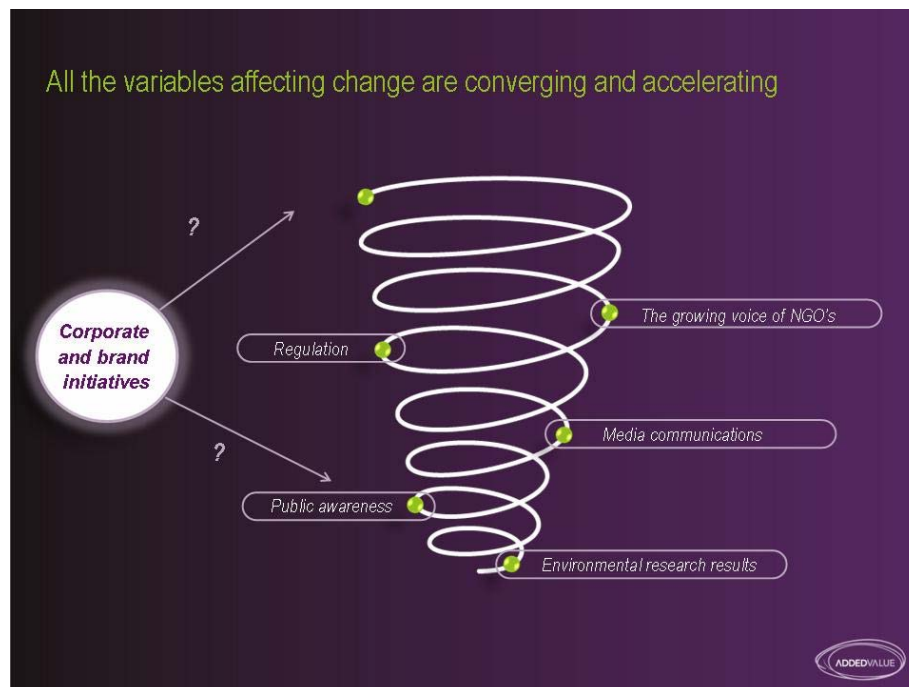 All the variables affecting change are converging and accelerating
?
The growing voice of NGO's
Corporate
and brand
initiatives
Regulation
Media communications
?
Public awareness
Environmental research results
ADDEDVALUE